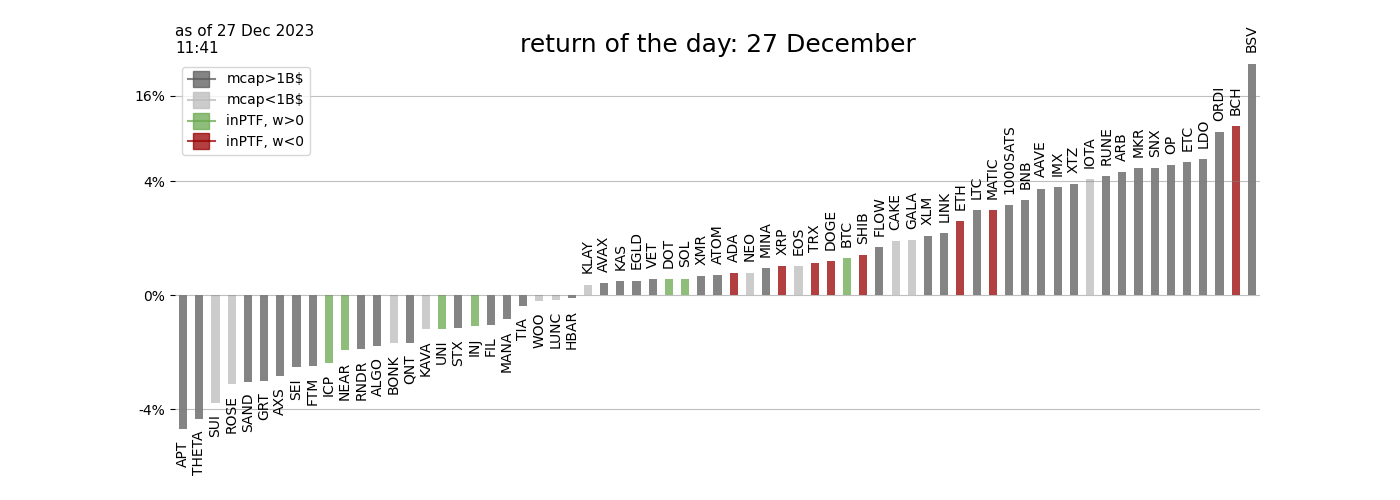 as of 27 Dec 2023
11:41
return of the day: 27 December
mcap>1B$
mcap<1B$
inPTF, w>0
inPTF, w<0
16%
4%
0%
-4%
APT
THETA
SUI
ROSE
SAND
GRT
AXS
SEI
FTM
ICP
NEAR
RNDR
ALGO
BONK
QNT
KAVA
UNI
STX
INJ
FIL
MANA
TIA
WOO
LUNC
HBAR
KLAY
AVAX
KAS
EGLD
VET
DOT
SOL
XMR
ATOM
ADA
NEO
MINA
XRP
EOS
TRX
DOGE
BTC
SHIB
FLOW
CAKE
GALA
XLM
LINK
ETH
LTC
MATIC
1000SATS
BNB
AAVE
IMX
XTZ
IOTA
RUNE
ARB
MKR
SNX
OP
ETC
LDO
ORDI
BCH
BSV